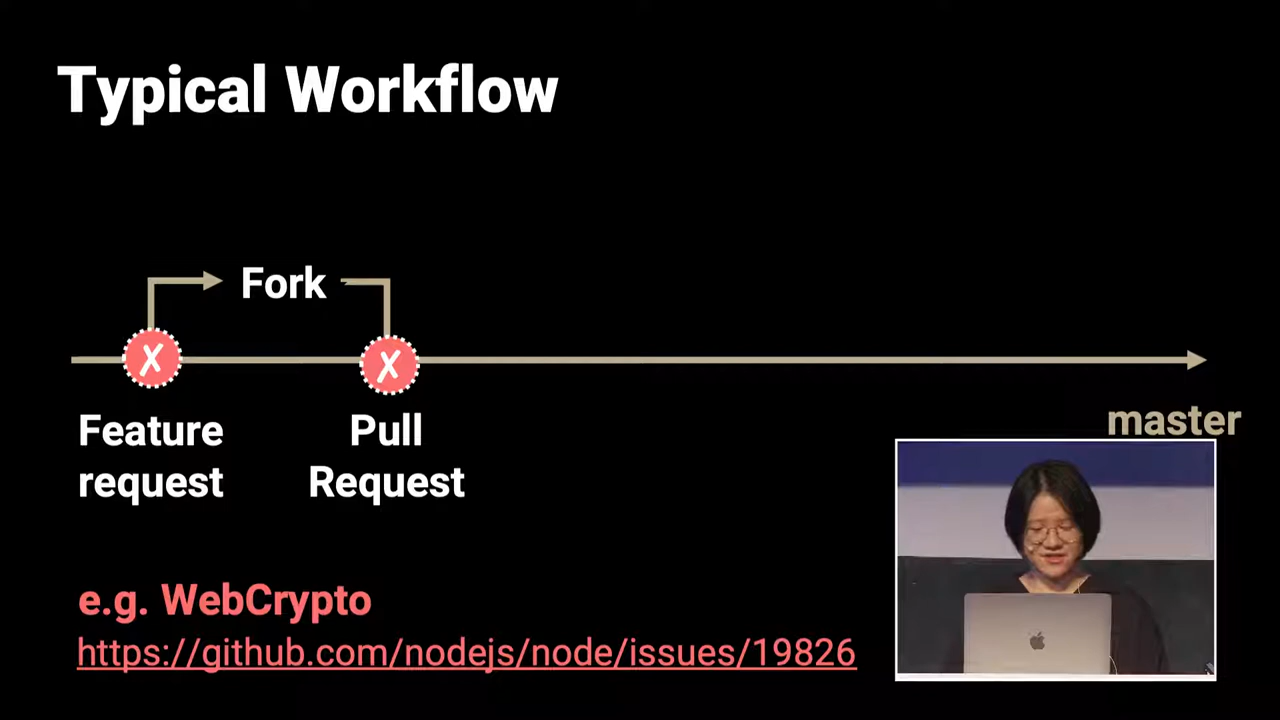 Typical Workflow
Fork
X
X
Feature
request
Pull
Request
master
e.g. WebCrypto
https://github.com/nodejs/node/issues/19826